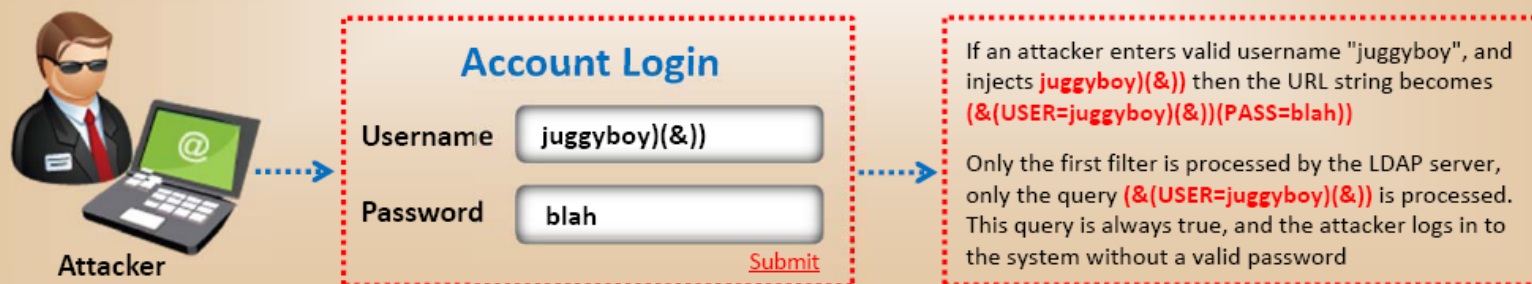 @
Attacker
Account Login
Username
juggyboy)(&))
Password
blah
Submit
If an attacker enters valid username "juggyboy", and
injects juggyboy)(&)) then the URL string becomes
(&(USER=juggyboy)(&))(PASS=blah))
Only the first filter is processed by the LDAP server,
only the query (&(USER=juggyboy)(&)) is processed.
This query is always true, and the attacker logs in to
the system without a valid password